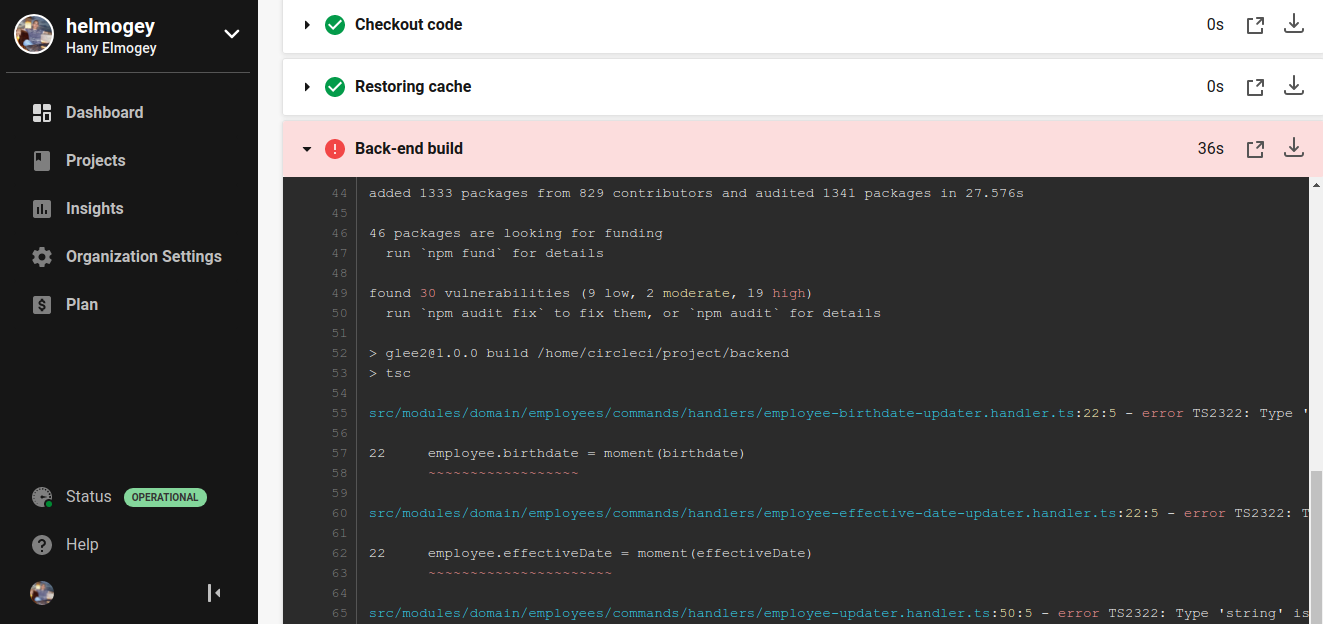 helmogey
Hany Elmogey
Dashboard
Projects
Insights
Organization Settings
Plan
Status OPERATIONAL
Help
Checkout code 0s
Restoring cache 0s
Back-end build 36s
44 added 1333 packages from 829 contributors and audited 1341 packages in 27.576s
45
46 46 packages are looking for funding
47 run `npm fund` for details
48
49 found 30 vulnerabilities (9 low, 2 moderate, 19 high)
50 run `npm audit fix` to fix them, or `npm audit` for details
51
52 > glee2@1.0.0 build /home/circleci/project/backend
53 > tsc
54
55 src/modules/domain/employees/commands/handlers/employee-birthdate-updater.handler.ts:22:5 - error TS2322: Type '
56
57 22 employee.birthdate = moment(birthdate)
58 ~~~~~~~~~~~~~~~~~~
59
60 src/modules/domain/employees/commands/handlers/employee-effective-date-updater.handler.ts:22:5 - error TS2322: T
61
62 22 employee.effectiveDate = moment(effectiveDate)
63 ~~~~~~~~~~~~~~~~~~~~~~
64
65 src/modules/domain/employees/commands/handlers/employee-updater.handler.ts:50:5 - error TS2322: Type 'string' is